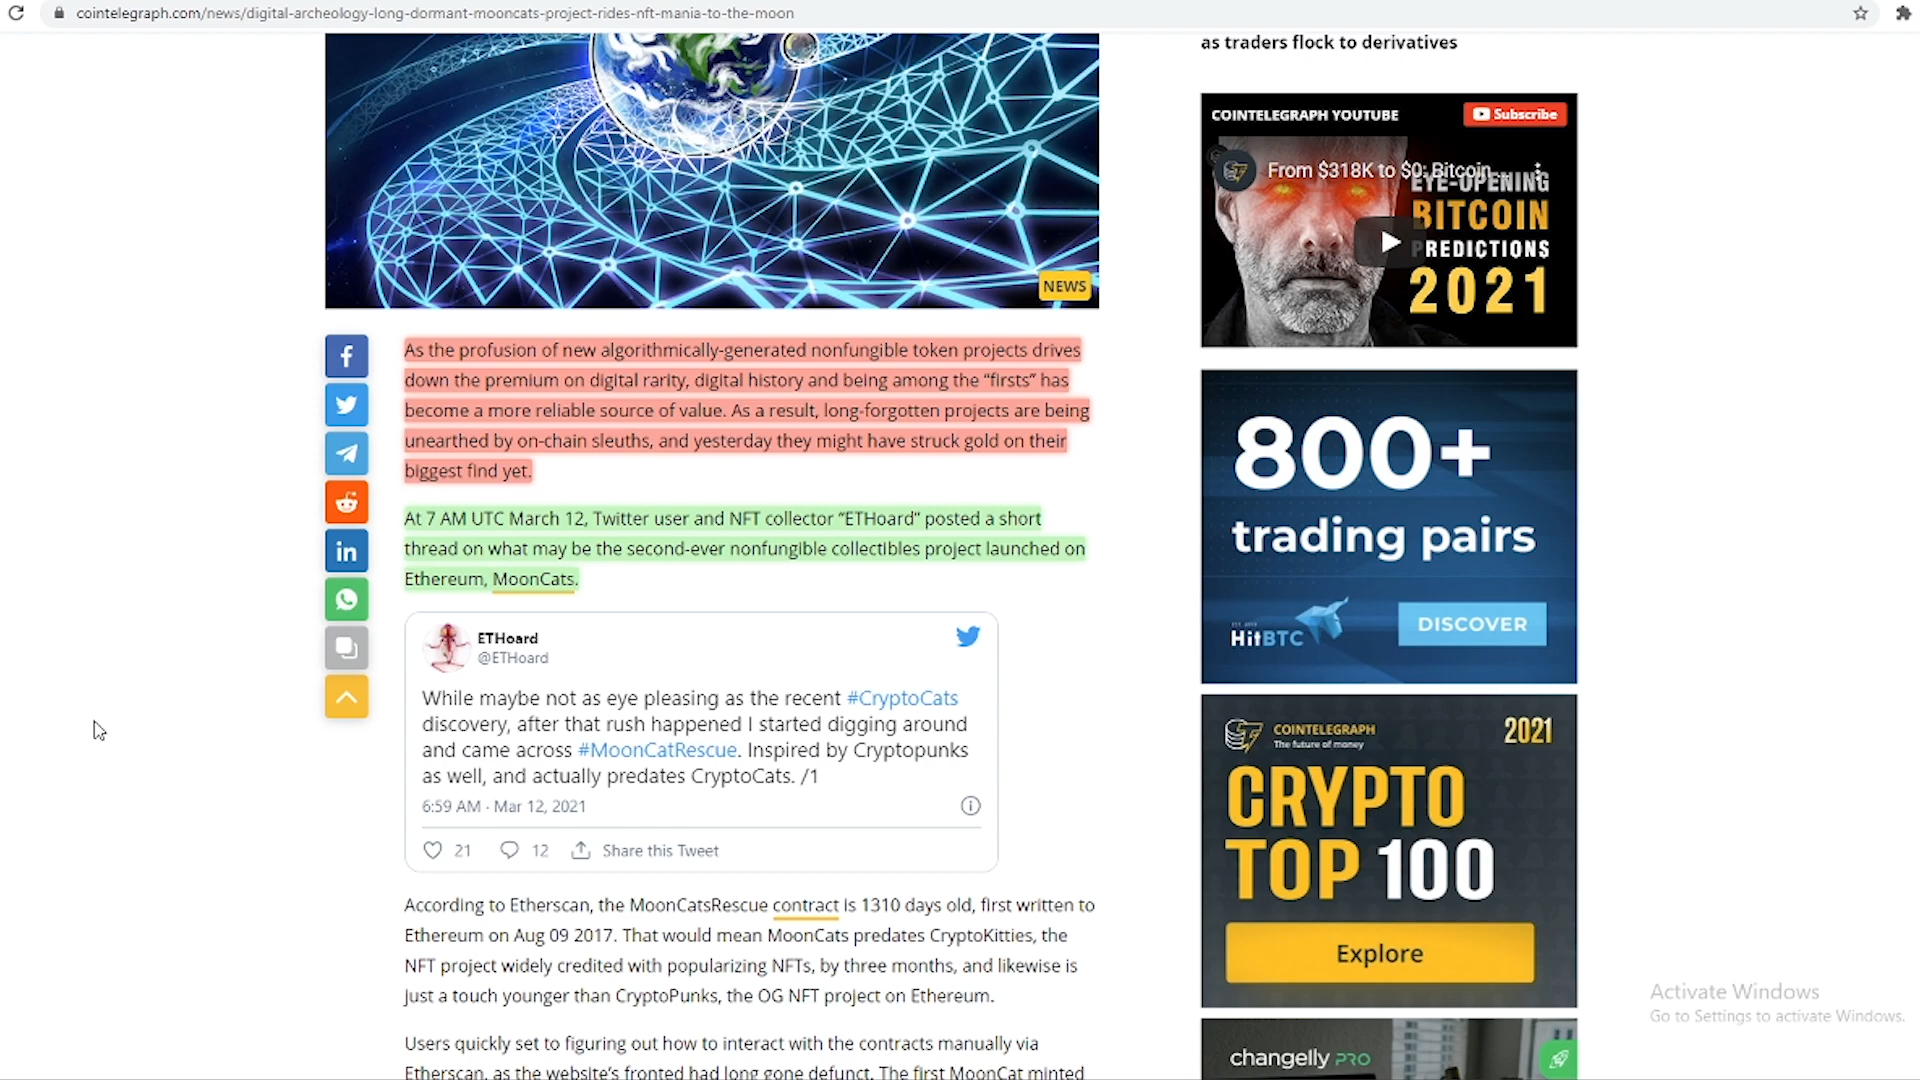 cointelegraph.com/news/digital-archeology-long-dormant-mooncats-project-rides-nft-mania-to-the-moon
NEWS
As the profusion of new algorithmically-generated nonfungible token projects drives
down the premium on digital rarity, digital history and being among the “firsts” has
become a more reliable source of value. As a result, long-forgotten projects are being
unearthed by on-chain sleuths, and yesterday they might have struck gold on their
biggest find yet.
At 7 AM UTC March 12, Twitter user and NFT collector “ETHoard” posted a short
thread on what may be the second-ever nonfungible collectibles project launched on
Ethereum, MoonCats.
ETHoard
@ETHoard
While maybe not as eye pleasing as the recent #CryptoCats
discovery, after that rush happened I started digging around
and came across #MoonCatRescue. Inspired by Cryptopunks
as well, and actually predates CryptoCats. /1
6:59 AM · Mar 12, 2021
21 12 Share this Tweet
According to Etherscan, the MoonCatsRescue contract is 1310 days old, first written to
Ethereum on Aug 09 2017. That would mean MoonCats predates CryptoKitties, the
NFT project widely credited with popularizing NFTs, by three months, and likewise is
just a touch younger than CryptoPunks, the OG NFT project on Ethereum.
Users quickly set to figuring out how to interact with the contracts manually via
Etherscan, as the website’s fronted had long gone defunct. The first MoonCat minted
as traders flock to derivatives
COINTELEGRAPH YOUTUBE
Subscribe
From $318K to $0: Bitcoin ...
EYE-OPENING
BITCOIN
PREDICTIONS
2021
800+
trading pairs
HitBTC
DISCOVER
COINTELEGRAPH
The future of money
2021
CRYPTO
TOP 100
Explore
changelly PRO
Activate Windows
Go to Settings to activate Windows.